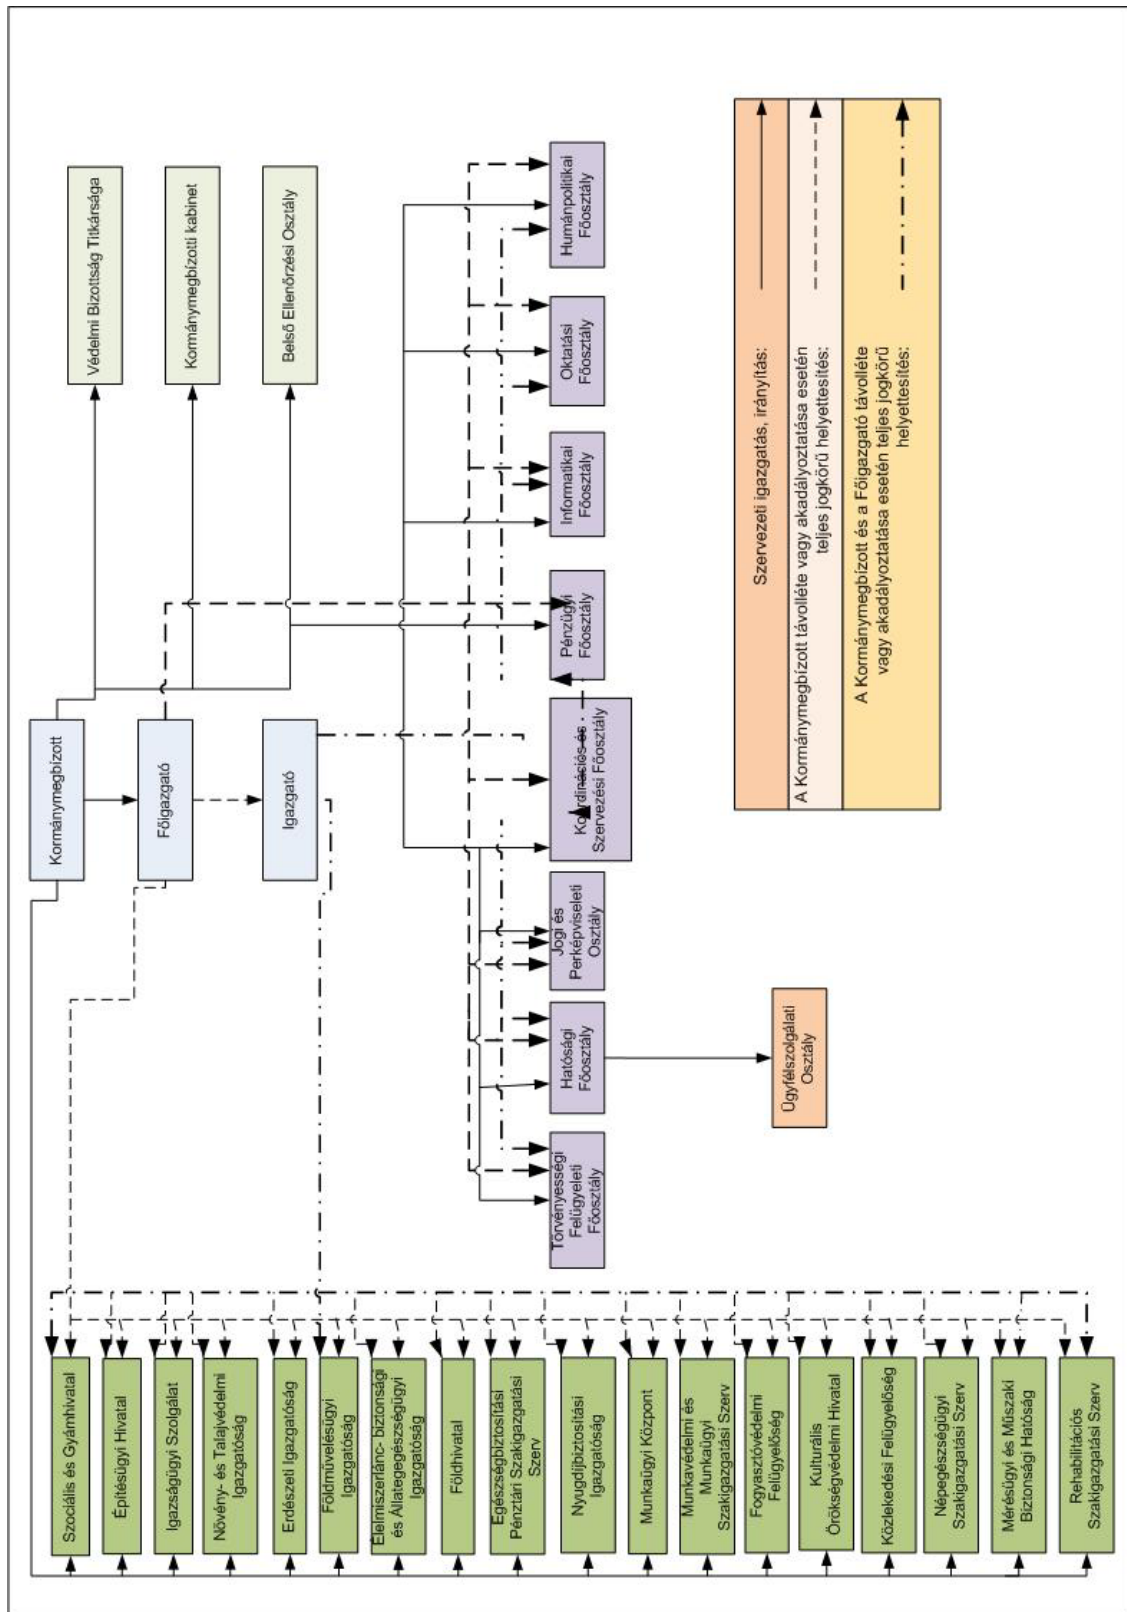 Kormánymegbízott
Főigazgató
Igazgató
Védelmi Bizottság Titkársága
Kormánymegbízotti kabinet
Belső Ellenőrzési Osztály
Szociális és Gyámhivatal
Építésügyi Hivatal
Igazságügyi Szolgálat
Növény- és Talajvédelmi
Igazgatóság
Erdészeti Igazgatóság
Földművelésügyi
Igazgatóság
Élelmiszerlánc- biztonsági
és Állategegészségügyi
Igazgatóság
Földhivatal
Egészségbiztosítási
Pénztári Szakigazgatási
Szerv
Nyugdíjbiztosítási
Igazgatóság
Munkaügyi Központ
Munkavédelmi és
Munkaügyi
Szakigazgatási Szerv
Fogyasztóvédelmi
Felügyelőség
Kulturális
Örökségvédelmi Hivatal
Közlekedési Felügyelőség
Népegészségügyi
Szakigazgatási Szerv
Mérésügyi és Műszaki
Biztonsági Hatóság
Rehabilitációs
Szakigazgatási Szerv
Törvényességi
Felügyeleti
Főosztály
Hatósági
Főosztály
Jogi és
Perképviseleti
Osztály
Koordinációs és
Szervezési Főosztály
Pénzügyi
Főosztály
Informatikai
Főosztály
Oktatási
Főosztály
Humánpolitikai
Főosztály
Ügyfélszolgálati
Osztály
Szervezeti igazgatás, irányítás:
A Kormánymegbízott távolléte vagy akadályoztatása esetén
teljes jogkörű helyettesítés:
A Kormánymegbízott és a Főigazgató távolléte
vagy akadályoztatása esetén teljes jogkörű
helyettesítés: